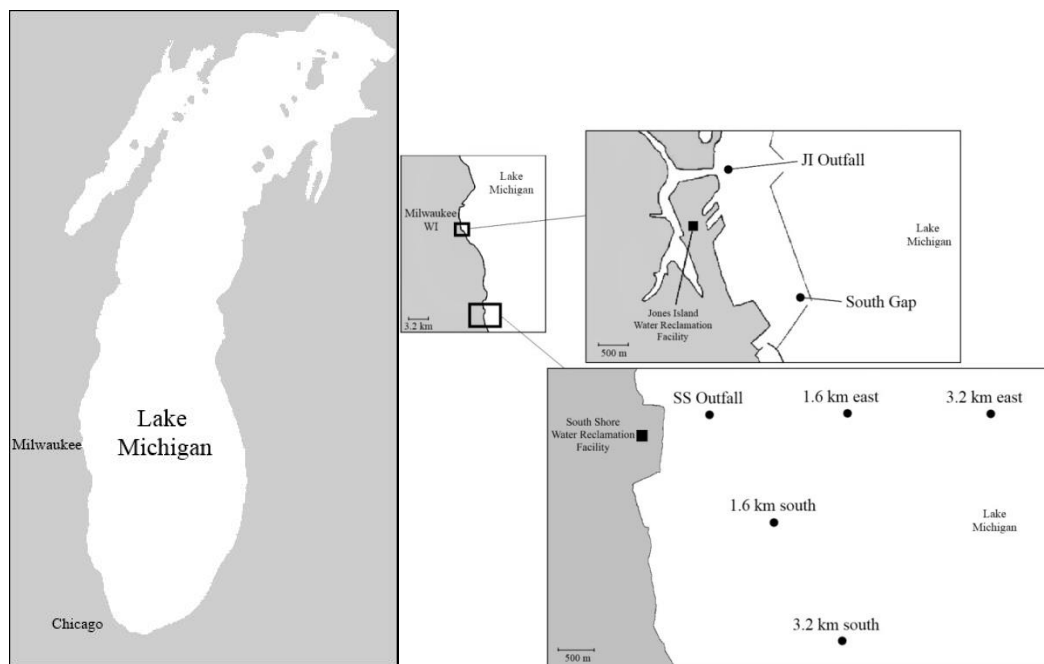 Lake
Michigan
Milwaukee
Chicago
Lake
Michigan
Milwaukee
WI
3.2 km
JI Outfall
Lake
Michigan
South Gap
Jones Island
Water Reclamation
Facility
500 m
SS Outfall
1.6 km east
3.2 km east
South Shore
Water Reclamation
Facility
1.6 km south
Lake
Michigan
3.2 km south
500 m